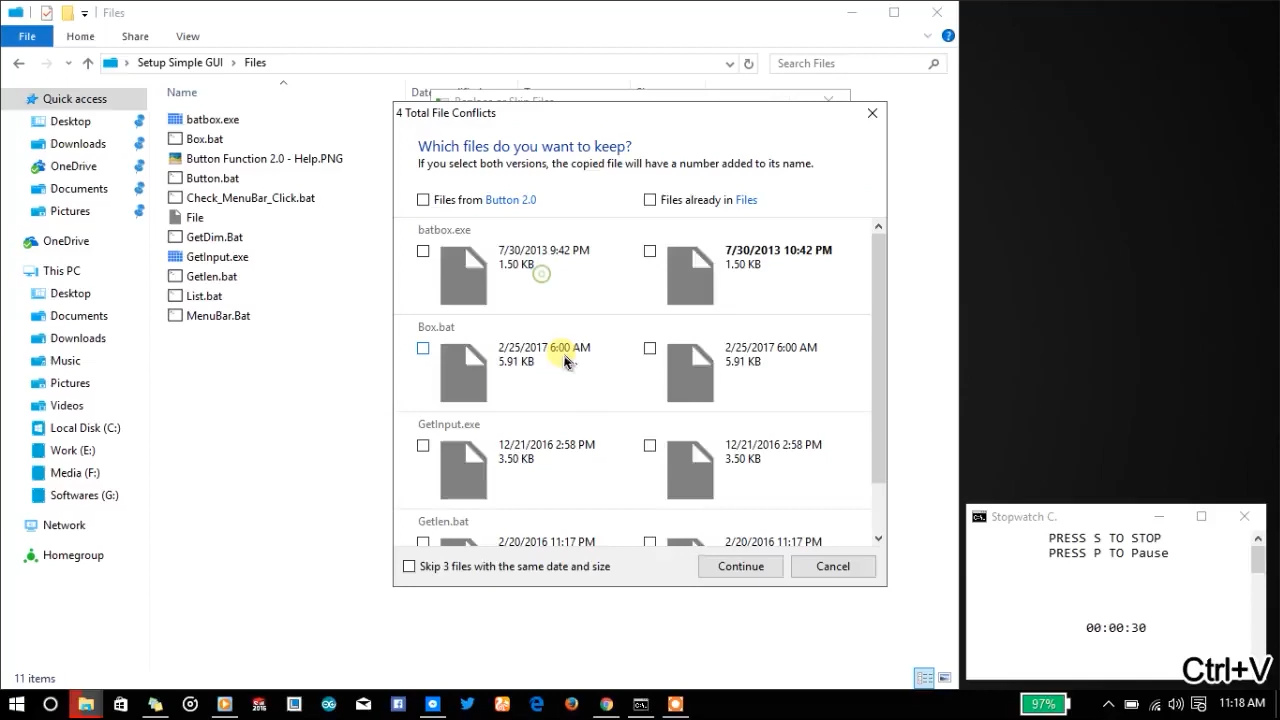 Files
File
Home
Share
View
Setup Simple GUI
Files
Search Files
Quick access
Desktop
Downloads
OneDrive
Documents
Pictures
OneDrive
This PC
Desktop
Documents
Downloads
Music
Pictures
Videos
Local Disk (C:)
Work (E:)
Media (F:)
Softwares (G:)
Network
Homegroup
Name
batbox.exe
Box.bat
Button Function 2.0 - Help.PNG
Button.bat
Check_MenuBar_Click.bat
File
GetDim.Bat
GetInput.exe
Getlen.bat
List.bat
MenuBar.Bat
4 Total File Conflicts
Which files do you want to keep?
If you select both versions, the copied file will have a number added to its name.
Files from Button 2.0
Files already in Files
batbox.exe
7/30/2013 9:42 PM
1.50 KB
7/30/2013 10:42 PM
1.50 KB
Box.bat
2/25/2017 6:00 AM
5.91 KB
2/25/2017 6:00 AM
5.91 KB
GetInput.exe
12/21/2016 2:58 PM
3.50 KB
12/21/2016 2:58 PM
3.50 KB
Getlen.bat
2/20/2016 11:17 PM
2/20/2016 11:17 PM
Skip 3 files with the same date and size
Continue
Cancel
11 items
Stopwatch C.
PRESS S TO STOP
PRESS P TO Pause
00:00:30
Ctrl+V
97%
11:18 AM